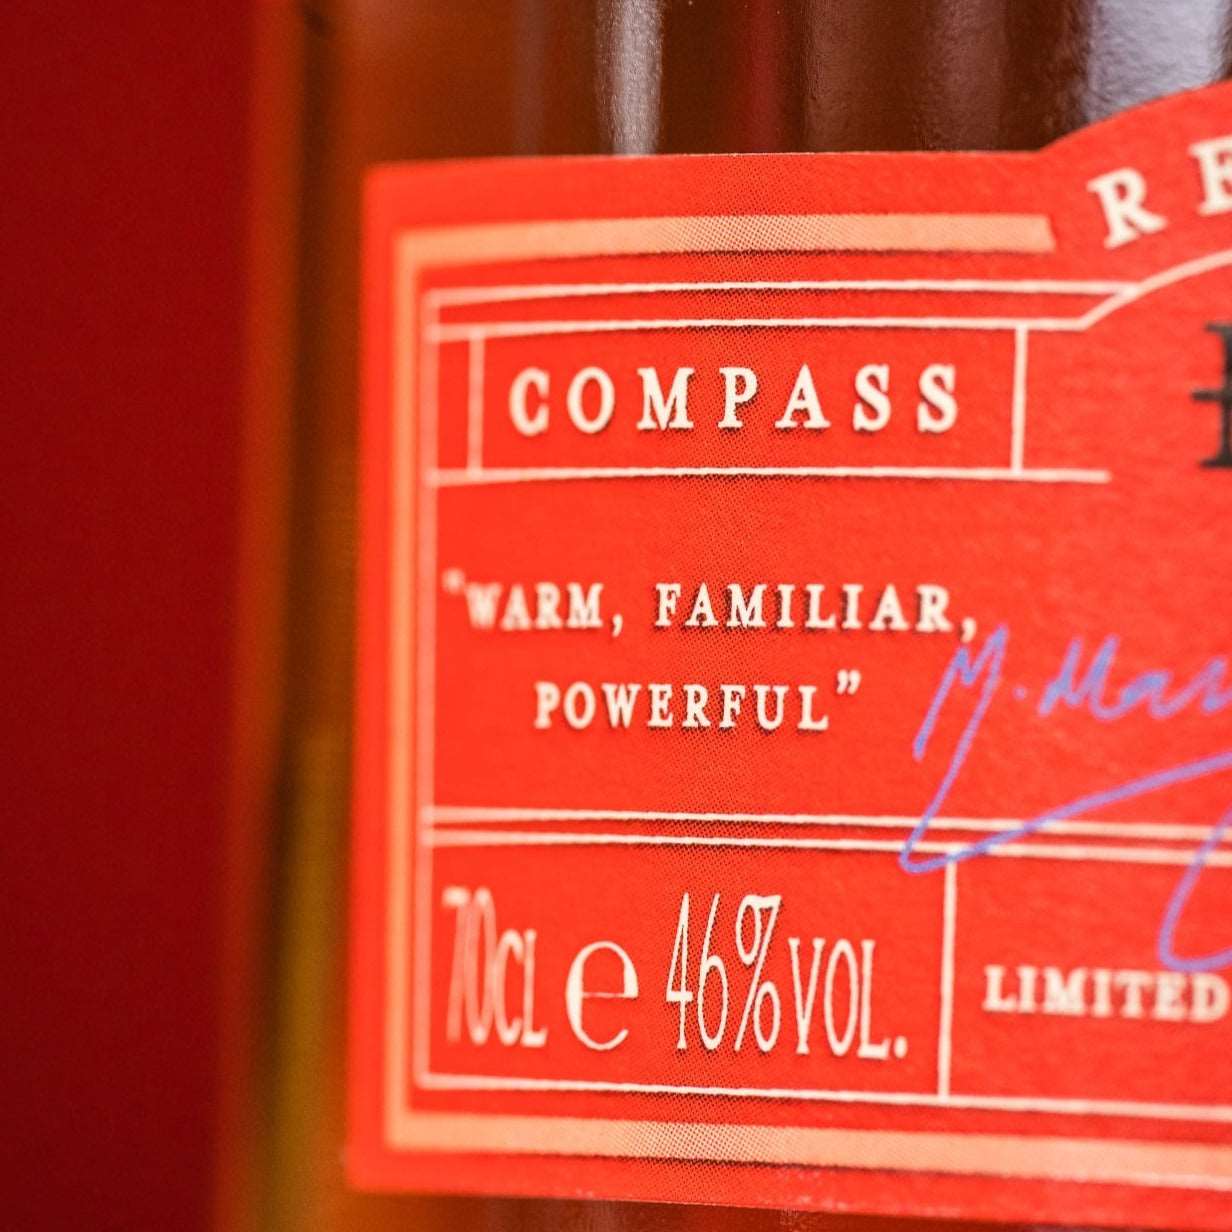 COMPASS
“WARM, FAMILIAR,
POWERFUL”
70CL e 46%VOL.
LIMITED